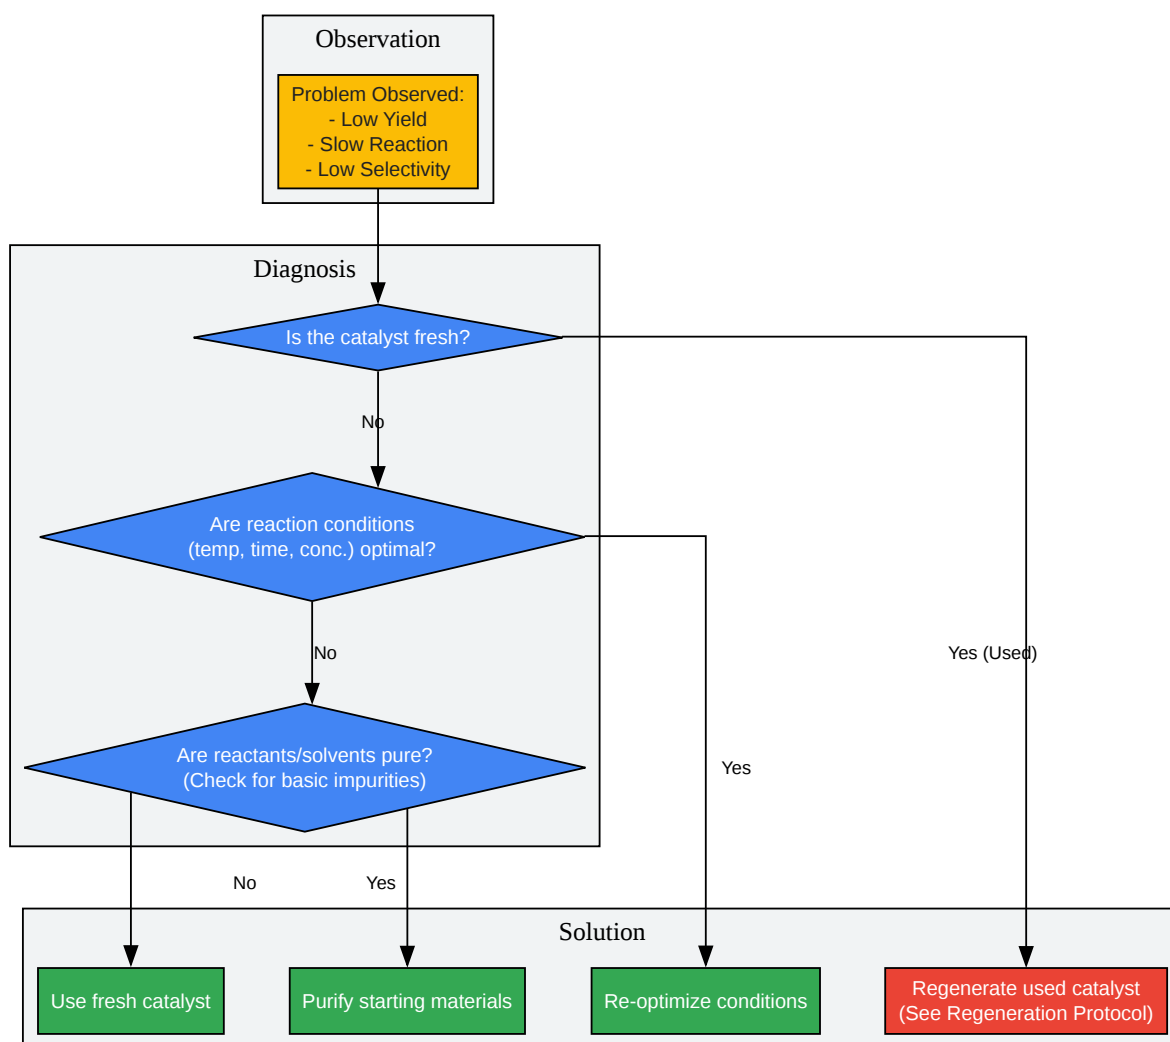 Observation
Problem Observed:
- Low Yield
- Slow Reaction
- Low Selectivity
Diagnosis
Is the catalyst fresh?
No
Are reaction conditions
(temp, time, conc.) optimal?
No
Yes (Used)
Are reactants/solvents pure?
(Check for basic impurities)
Yes
No
Yes
Solution
Use fresh catalyst
Purify starting materials
Re-optimize conditions
Regenerate used catalyst
(See Regeneration Protocol)